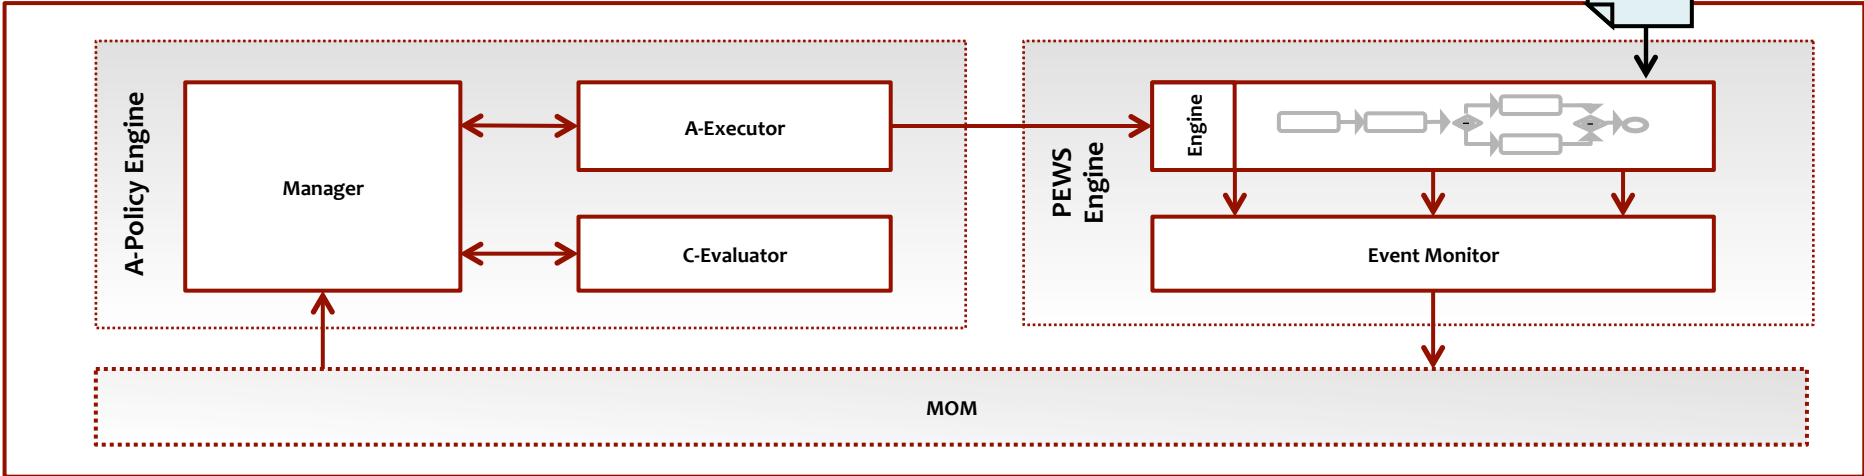 A-Policy Engine
Manager
A-Executor
C-Evaluator
PEWS
Engine
Engine
Event Monitor
MOM